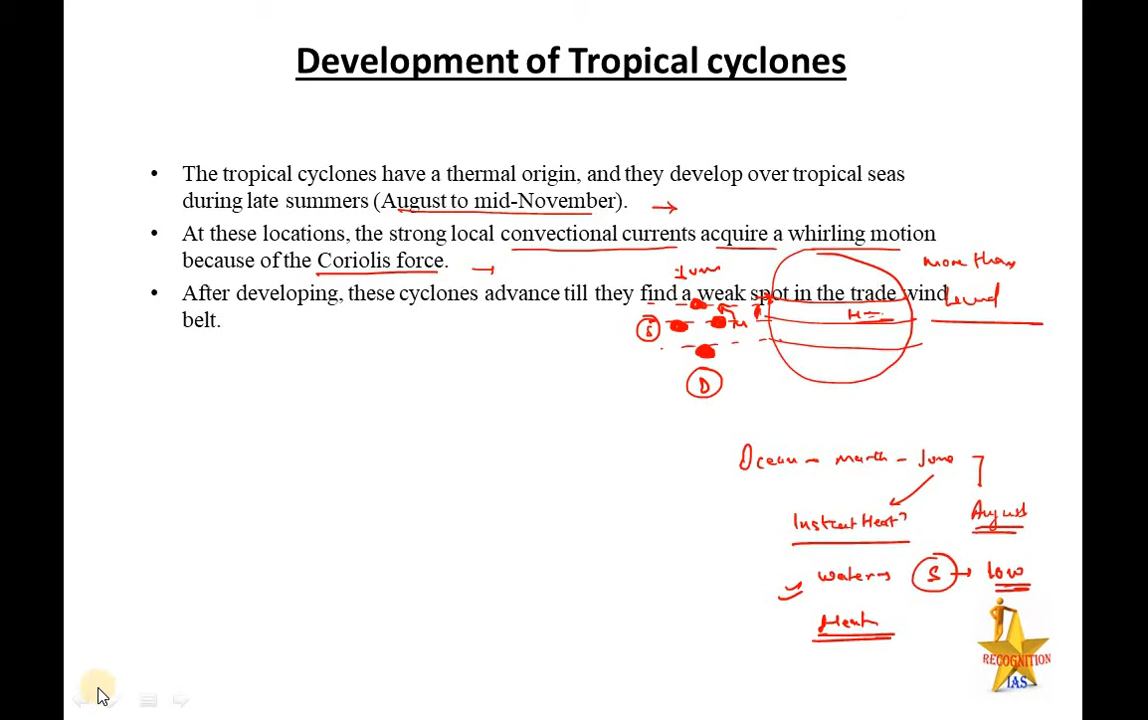 Development of Tropical cyclones
• The tropical cyclones have a thermal origin, and they develop over tropical seas
during late summers (August to mid-November).
• At these locations, the strong local convectional currents acquire a whirling motion
because of the Coriolis force.
more than
June
• After developing, these cyclones advance till they find a weak spot in the trade wind
belt.
S
M
D
Ocean - March - June
Instant Heat?
August
Water
S
low
Heat
RECOGNITION
IAS